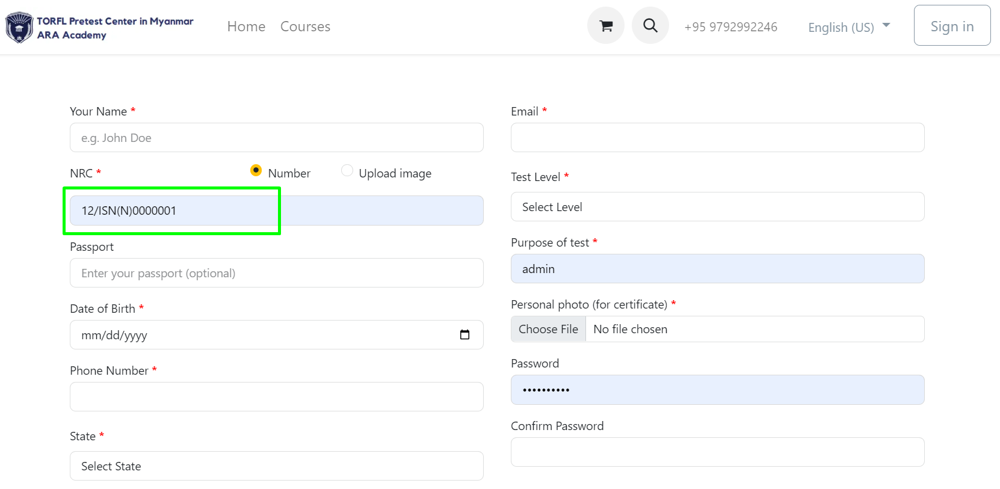 TORFL Pretest Center in Myanmar
ARA Academy
Home
Courses
+95 9792992246
English (US)
Sign in
Your Name *
e.g. John Doe
NRC *
Number
Upload image
12/ISN(N)0000001
Passport
Enter your passport (optional)
Date of Birth *
mm/dd/yyyy
Phone Number *
State *
Select State
Email *
Test Level *
Select Level
Purpose of test *
admin
Personal photo (for certificate) *
Choose File No file chosen
Password
••••••••••
Confirm Password